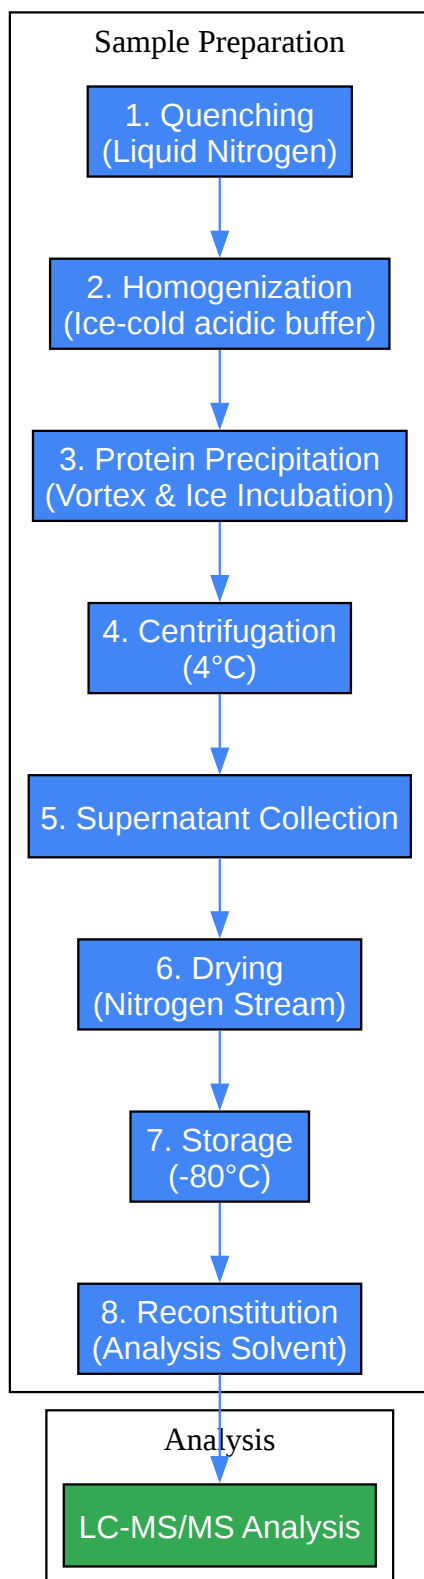 Sample Preparation
1. Quenching
(Liquid Nitrogen)
2. Homogenization
(Ice-cold acidic buffer)
3. Protein Precipitation
(Vortex & Ice Incubation)
4. Centrifugation
(4°C)
5. Supernatant Collection
6. Drying
(Nitrogen Stream)
7. Storage
(-80°C)
8. Reconstitution
(Analysis Solvent)
Analysis
LC-MS/MS Analysis